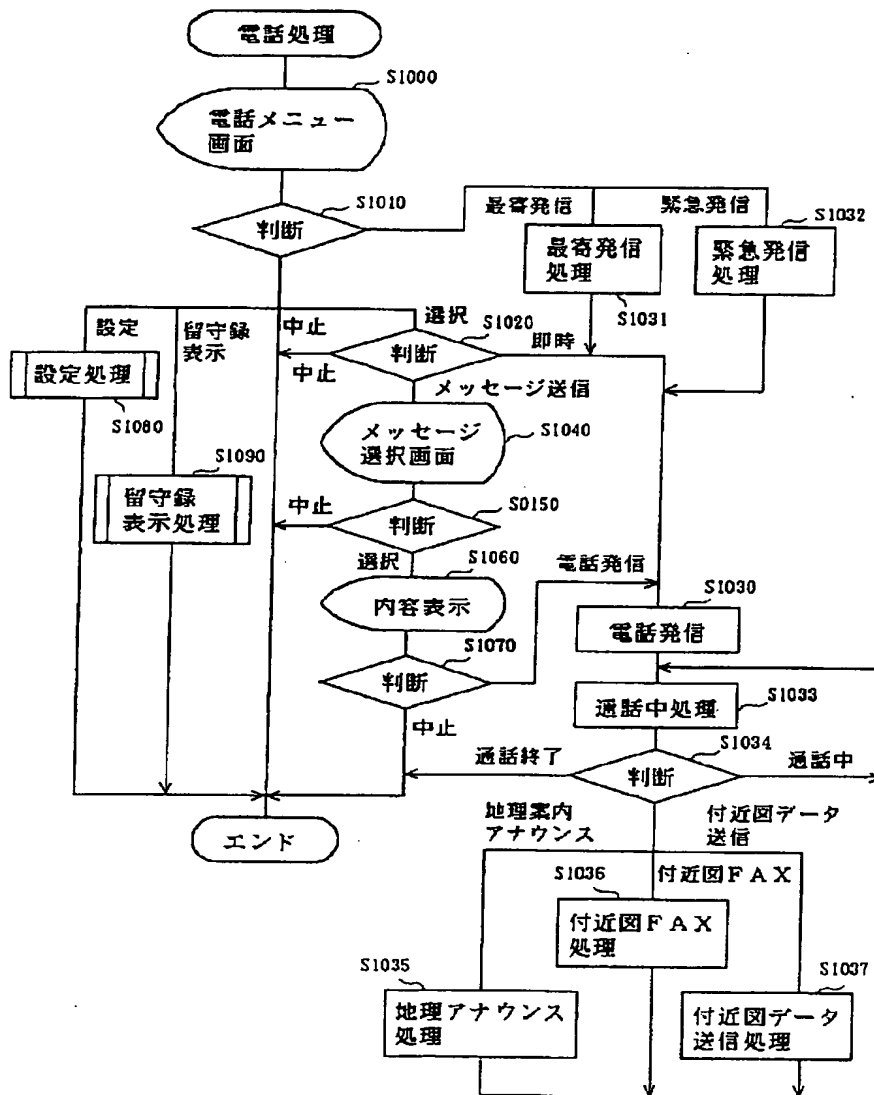 電話処理
S1000
電話メニュー
画面
S1010
判断
最寄発信
緊急発信
S1032
最寄発信
処理
緊急発信
処理
S1031
設定
留守録
表示
中止
選択
S1020
判断
即時
中止
設定処理
S1080
メッセージ送信
メッセージ
選択画面
S1040
S1090
留守録
表示処理
中止
S0150
判断
選択
S1060
電話発信
内容表示
S1030
電話発信
S1070
判断
通話中処理
S1033
中止
S1034
通話終了
判断
通話中
エンド
地理案内
アナウンス
付近図データ
送信
S1036
付近図FAX
付近図FAX
処理
S1035
地理アナウンス
処理
S1037
付近図データ
送信処理